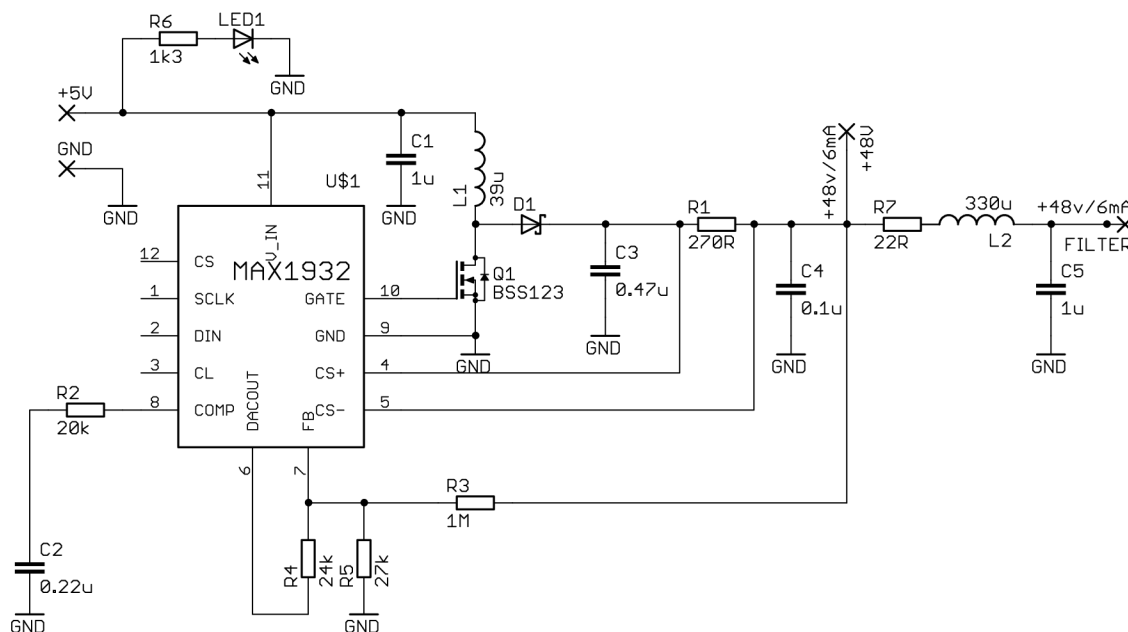 R6
LED1
1k3
GND
+5V
GND
GND
C1
1u
GND
L1
39u
11
U$1
V_IN
MAX1932
12
CS
1
SCLK
2
DIN
3
CL
8
COMP
GATE
10
GND
9
CS+
4
CS-
5
DACOUT
6
FB
7
D1
Q1
BSS123
GND
C3
0.47u
GND
R1
270R
C4
0.1u
GND
+48v/6mA
+48V
R7
22R
330u
L2
+48v/6mA
FILTER
C5
1u
GND
R2
20k
C2
0.22u
GND
R3
1M
R4
24k
R5
27k
GND